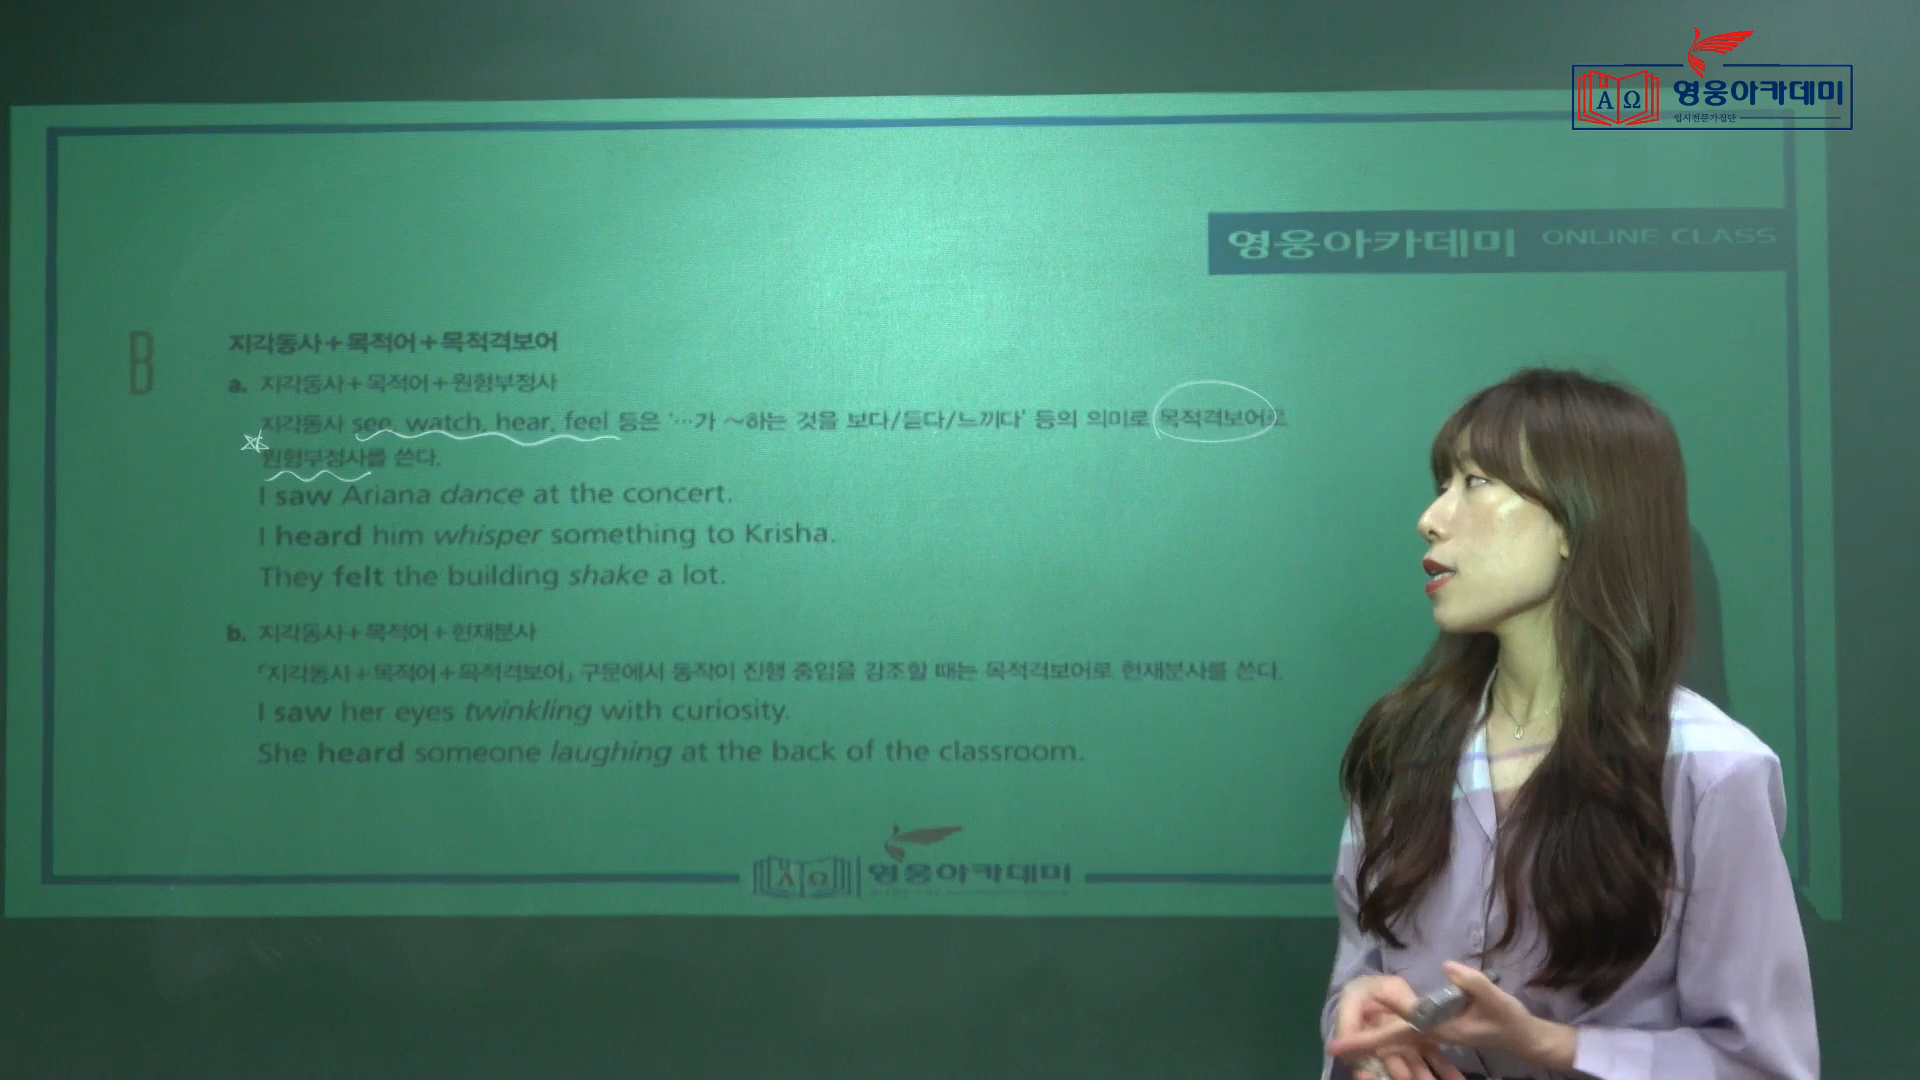 ΑΩ 영웅아카데미
입시전문가집단
영웅아카데미 ONLINE CLASS
B 지각동사+목적어+목적격보어
a. 지각동사+목적어+원형부정사
지각동사 see, watch, hear, feel 등은 '…가 ~하는 것을 보다/듣다/느끼다' 등의 의미로 목적격보어로
원형부정사를 쓴다.
I saw Ariana dance at the concert.
I heard him whisper something to Krisha.
They felt the building shake a lot.
b. 지각동사+목적어+현재분사
「지각동사+목적어+목적격보어」 구문에서 동작이 진행 중임을 강조할 때는 목적격보어로 현재분사를 쓴다.
I saw her eyes twinkling with curiosity.
She heard someone laughing at the back of the classroom.
ΑΩ 영웅아카데미